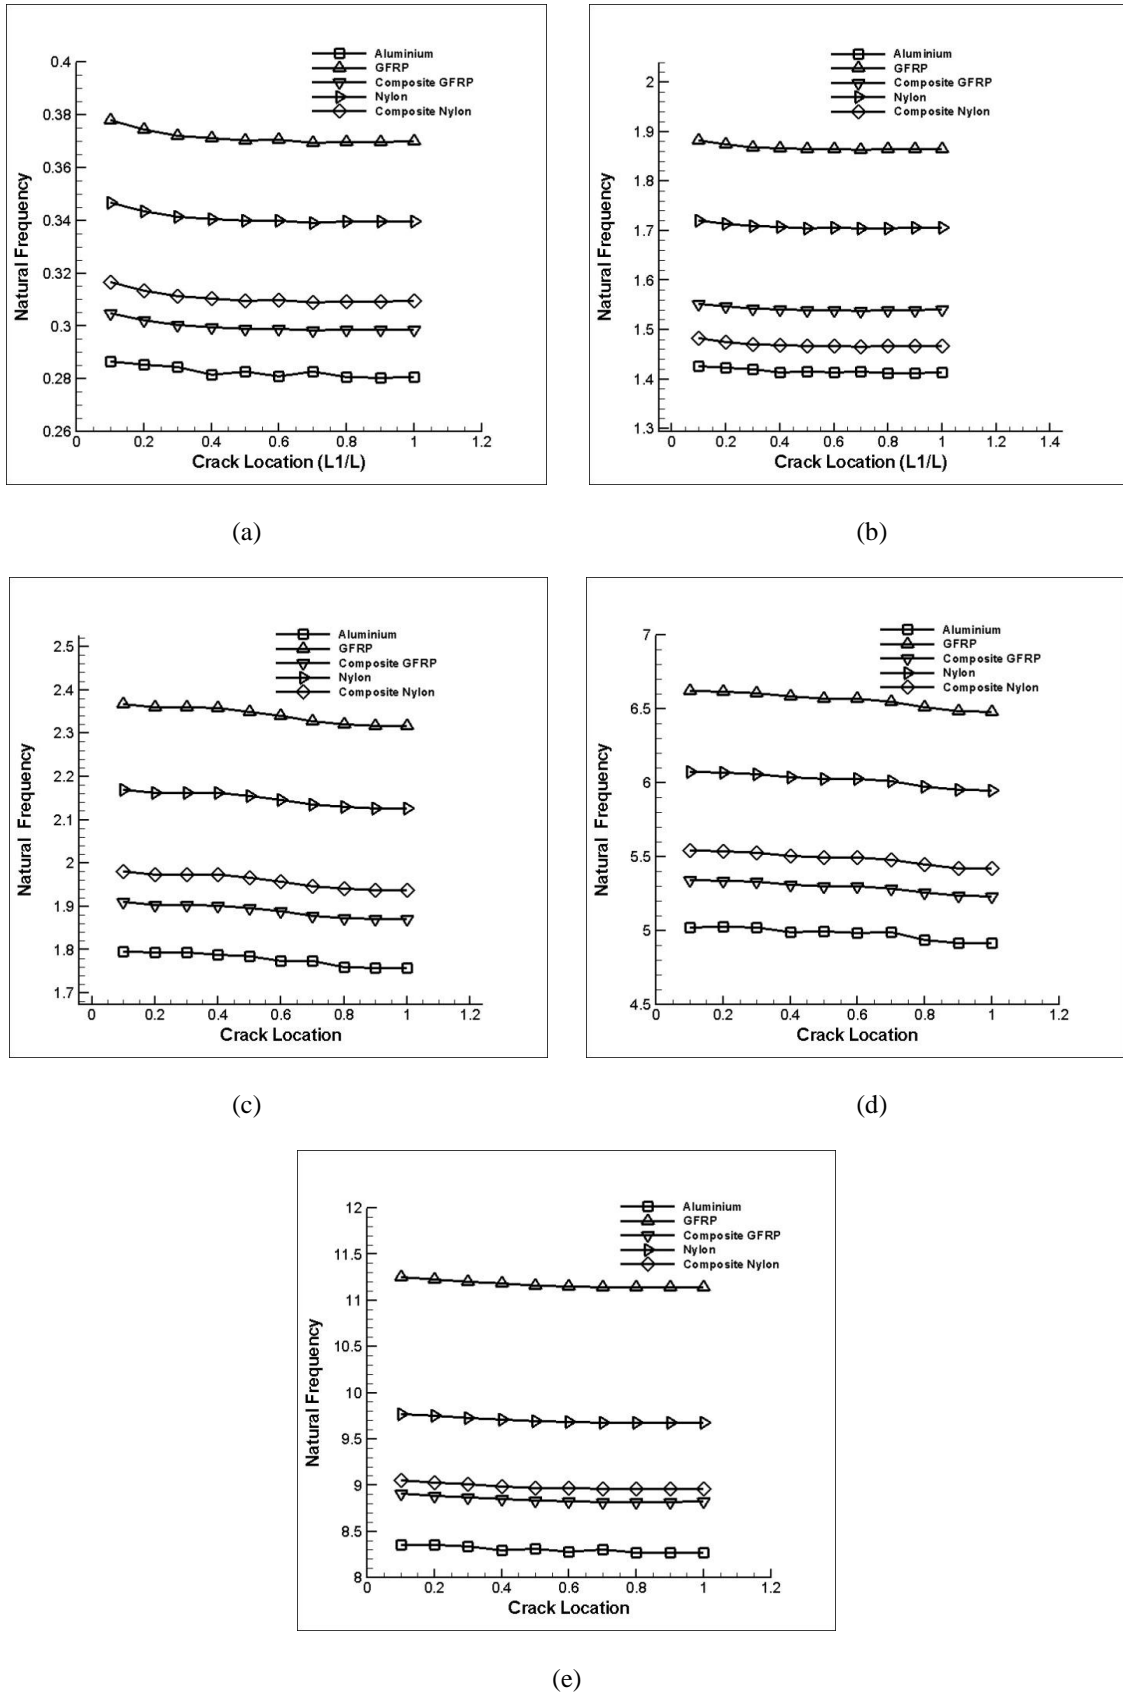 Aluminium
GFRP
Composite GFRP
Nylon
Composite Nylon
0.4
0.38
0.36
0.34
0.32
0.3
0.28
0.26
Natural Frequency
0 0.2 0.4 0.6 0.8 1 1.2
Crack Location (L1/L)
(a)
Aluminium
GFRP
Composite GFRP
Nylon
Composite Nylon
2
1.9
1.8
1.7
1.6
1.5
1.4
1.3
Natural Frequency
0 0.2 0.4 0.6 0.8 1 1.2 1.4
Crack Location (L1/L)
(b)
Aluminium
GFRP
Composite GFRP
Nylon
Composite Nylon
2.5
2.4
2.3
2.2
2.1
2
1.9
1.8
1.7
Natural Frequency
0 0.2 0.4 0.6 0.8 1 1.2
Crack Location
(c)
Aluminium
GFRP
Composite GFRP
Nylon
Composite Nylon
7
6.5
6
5.5
5
4.5
Natural Frequency
0 0.2 0.4 0.6 0.8 1 1.2
Crack Location
(d)
Aluminium
GFRP
Composite GFRP
Nylon
Composite Nylon
12
11.5
11
10.5
10
9.5
9
8.5
8
Natural Frequency
0 0.2 0.4 0.6 0.8 1 1.2
Crack Location
(e)